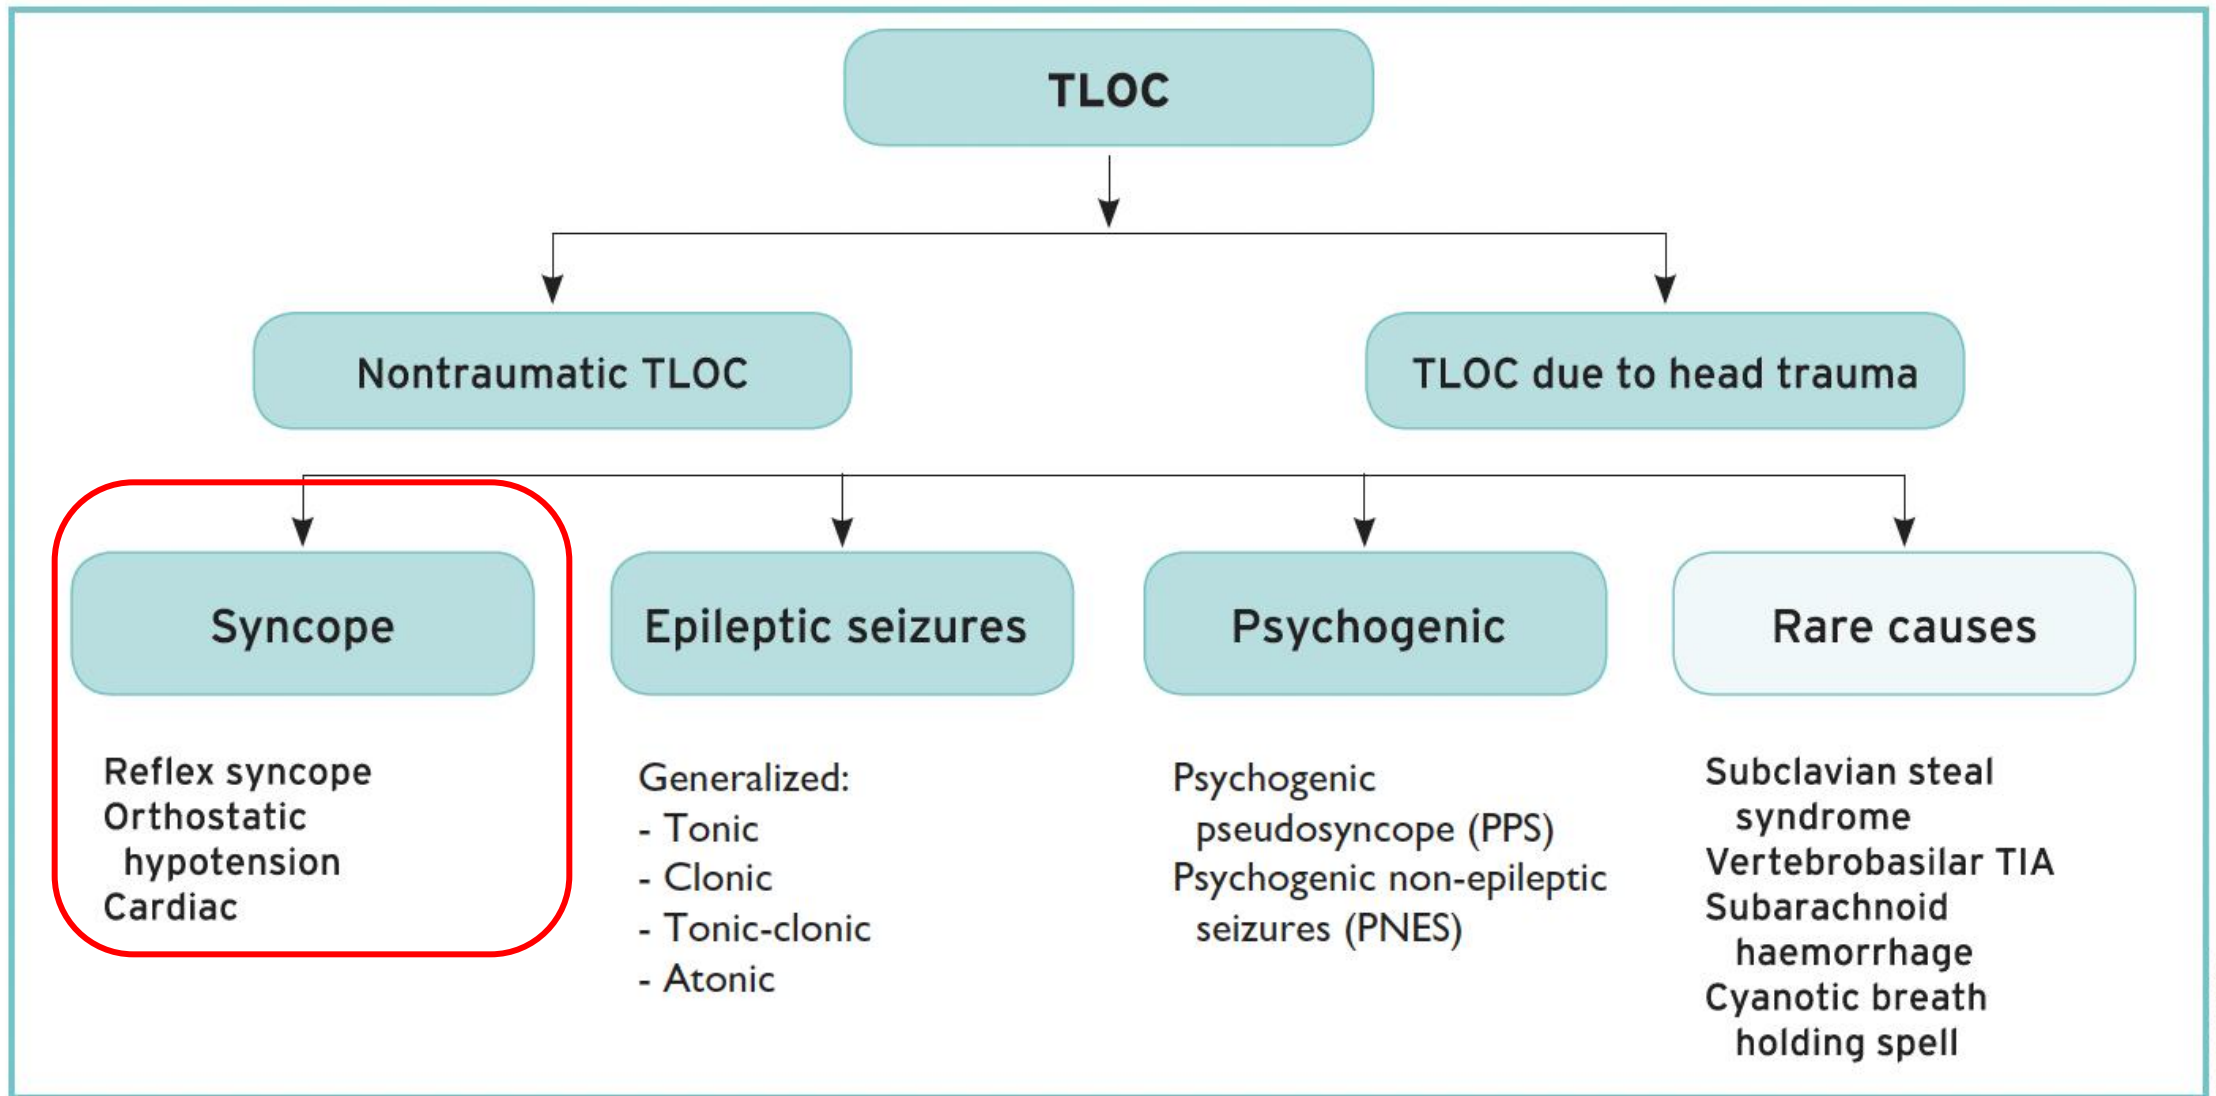 TLOC
Nontraumatic TLOC
TLOC due to head trauma
Syncope
Epileptic seizures
Psychogenic
Rare causes
Reflex syncope
Orthostatic
hypotension
Cardiac
Generalized:
- Tonic
- Clonic
- Tonic-clonic
- Atonic
Psychogenic
pseudosyncope (PPS)
Psychogenic non-epileptic
seizures (PNES)
Subclavian steal
syndrome
Vertebrobasilar TIA
Subarachnoid
haemorrhage
Cyanotic breath
holding spell